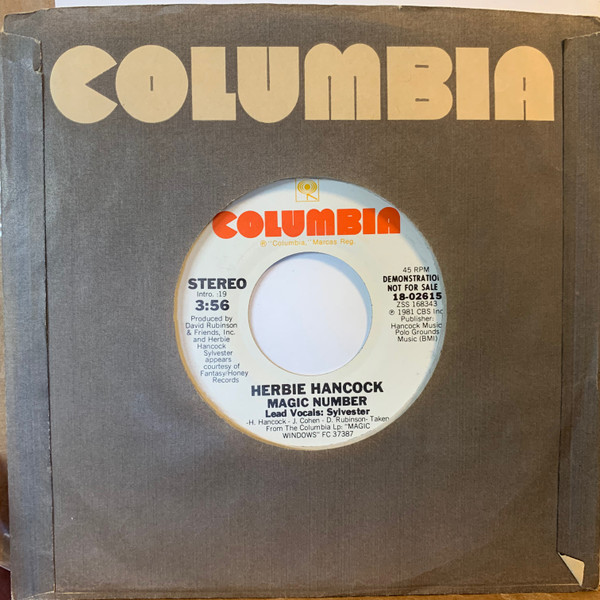 COLUMBIA
COLUMBIA
® "Columbia," Marcas Reg.
STEREO
Intro. :19
3:56
Produced by
David Rubinson
& Friends, Inc.
and Herbie
Hancock
Sylvester
appears
courtesy of
Fantasy/Honey
Records
45 RPM
DEMONSTRATION
NOT FOR SALE
18-02615
ZSS 168343
℗ 1981 CBS Inc.
Publisher:
Hancock Music
Polo Grounds
Music (BMI)
HERBIE HANCOCK
MAGIC NUMBER
Lead Vocals: Sylvester
-H. Hancock - J. Cohen - D. Rubinson- Taken
From The Columbia Lp: "MAGIC
WINDOWS" FC 37387